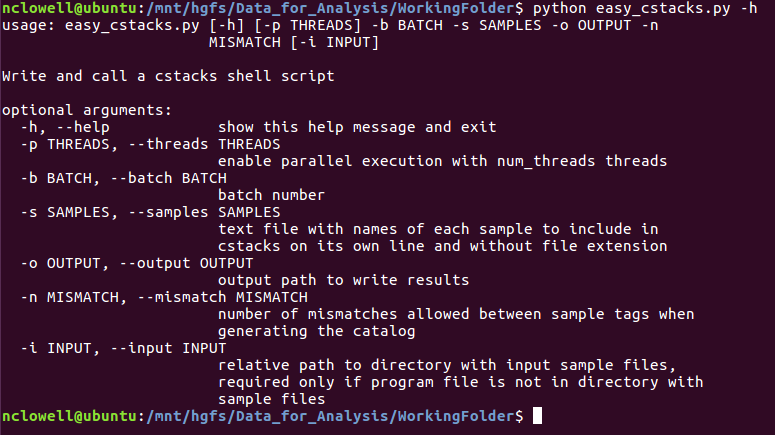 nclowell@ubuntu:/mnt/hgfs/Data_for_Analysis/WorkingFolder$ python easy_cstacks.py -h
usage: easy_cstacks.py [-h] [-p THREADS] -b BATCH -s SAMPLES -o OUTPUT -n
MISMATCH [-i INPUT]
Write and call a cstacks shell script
optional arguments:
-h, --help show this help message and exit
-p THREADS, --threads THREADS
enable parallel execution with num_threads threads
-b BATCH, --batch BATCH
batch number
-s SAMPLES, --samples SAMPLES
text file with names of each sample to include in
cstacks on its own line and without file extension
-o OUTPUT, --output OUTPUT
output path to write results
-n MISMATCH, --mismatch MISMATCH
number of mismatches allowed between sample tags when
generating the catalog
-i INPUT, --input INPUT
relative path to directory with input sample files,
required only if program file is not in directory with
sample files
nclowell@ubuntu:/mnt/hgfs/Data_for_Analysis/WorkingFolder$